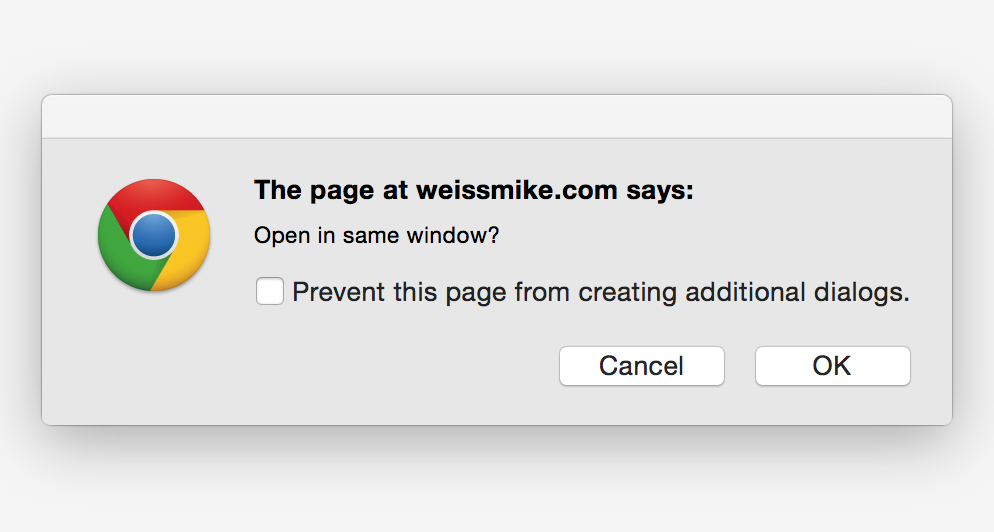 The page at weissmike.com says:
Open in same window?
Prevent this page from creating additional dialogs.
Cancel
OK